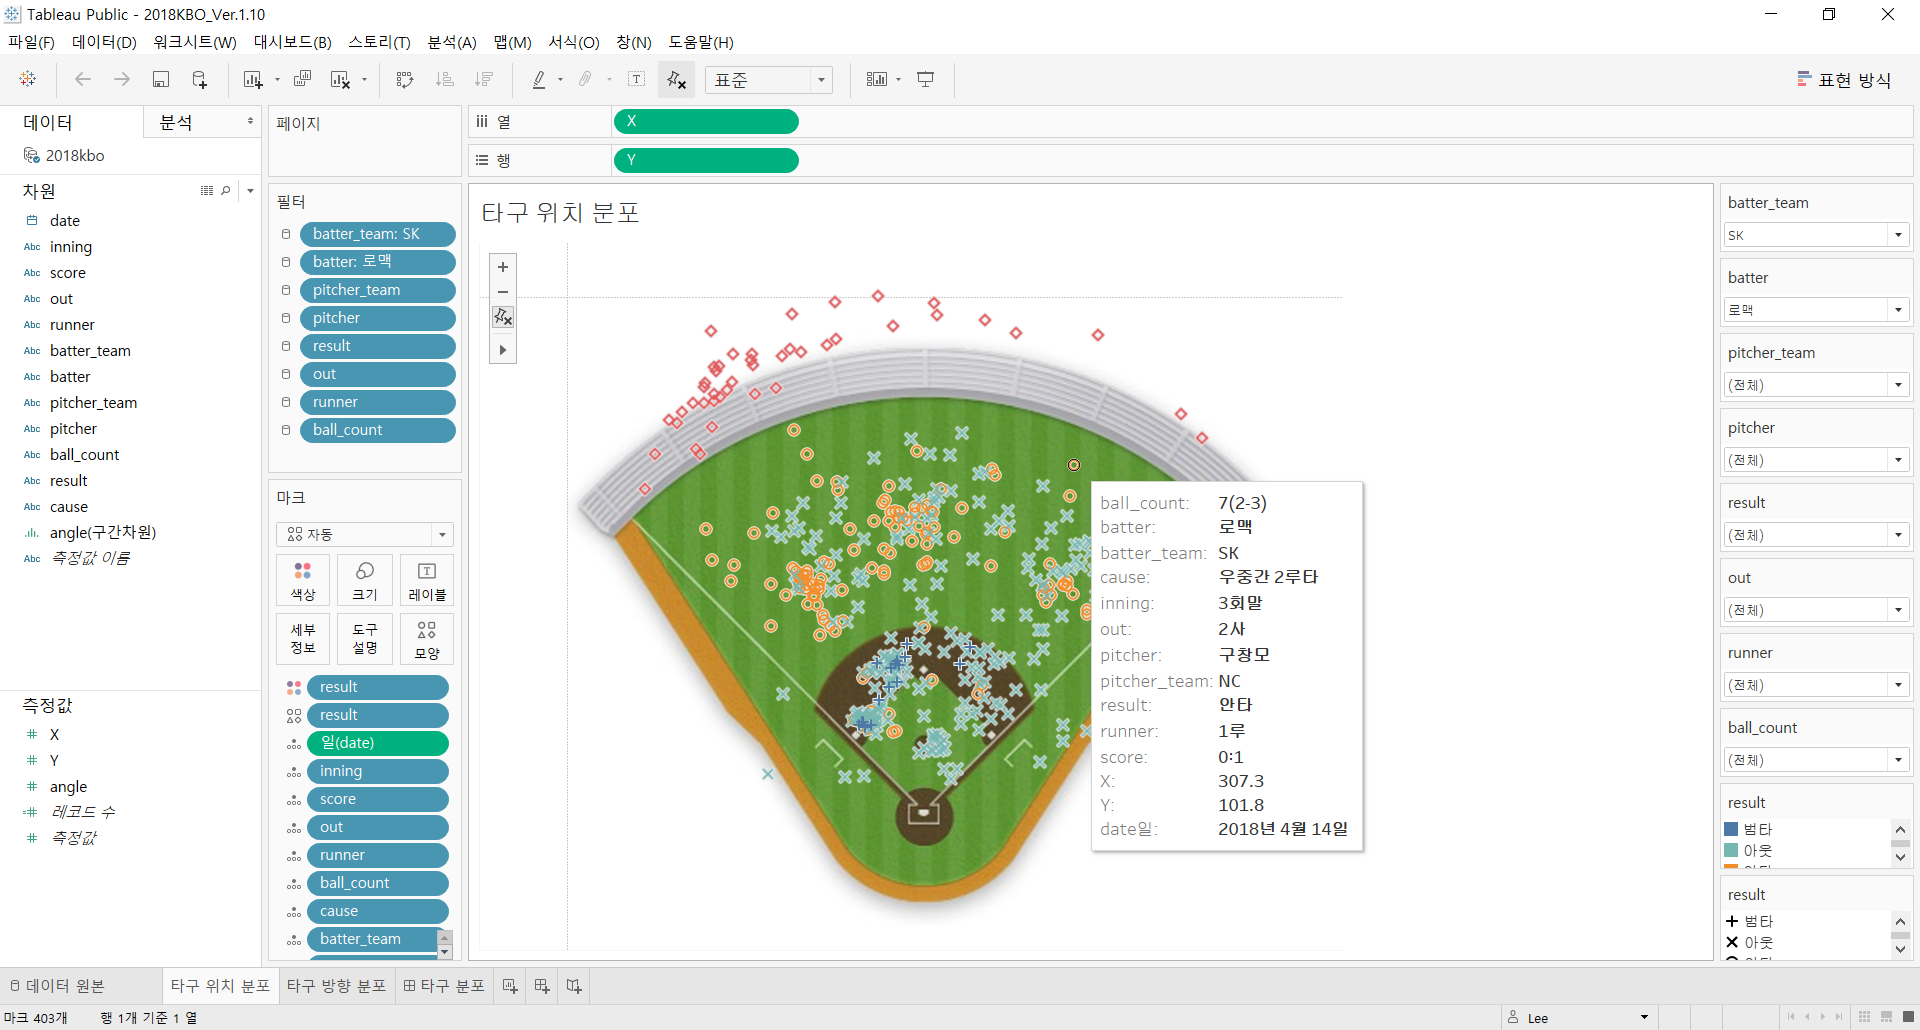 Tableau Public - 2018KBO_Ver.1.10
파일(F) 데이터(D) 워크시트(W) 대시보드(B) 스토리(T) 분석(A) 맵(M) 서식(O) 창(N) 도움말(H)
표준
표현 방식
데이터 분석
2018kbo
차원
date
Abc inning
Abc score
Abc out
Abc runner
Abc batter_team
Abc batter
Abc pitcher_team
Abc pitcher
Abc ball_count
Abc result
Abc cause
angle(구간차원)
Abc 측정값 이름
측정값
X
Y
angle
레코드 수
측정값
페이지
필터
batter_team: SK
batter: 로맥
pitcher_team
pitcher
result
out
runner
ball_count
마크
자동
색상 크기 레이블
세부 정보 도구 설명 모양
result
result
일(date)
inning
score
out
runner
ball_count
cause
batter_team
열 X
행 Y
타구 위치 분포
ball_count: 7(2-3)
batter: 로맥
batter_team: SK
cause: 우중간 2루타
inning: 3회말
out: 2사
pitcher: 구창모
pitcher_team: NC
result: 안타
runner: 1루
score: 0:1
X: 307.3
Y: 101.8
date일: 2018년 4월 14일
batter_team
SK
batter
로맥
pitcher_team
(전체)
pitcher
(전체)
result
(전체)
out
(전체)
runner
(전체)
ball_count
(전체)
result
범타
아웃
result
범타
아웃
데이터 원본 타구 위치 분포 타구 방향 분포 타구 분포
마크 403개 행 1개 기준 1 열
Lee